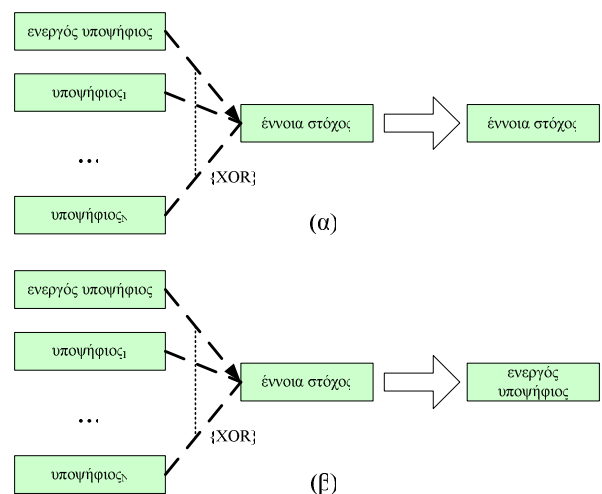 ενεργός υποψήφιος
υποψήφιος₁
...
υποψήφιοςN
έννοια στόχος
{XOR}
έννοια στόχος
(α)
ενεργός υποψήφιος
υποψήφιος₁
...
υποψήφιοςN
έννοια στόχος
{XOR}
ενεργός
υποψήφιος
(β)